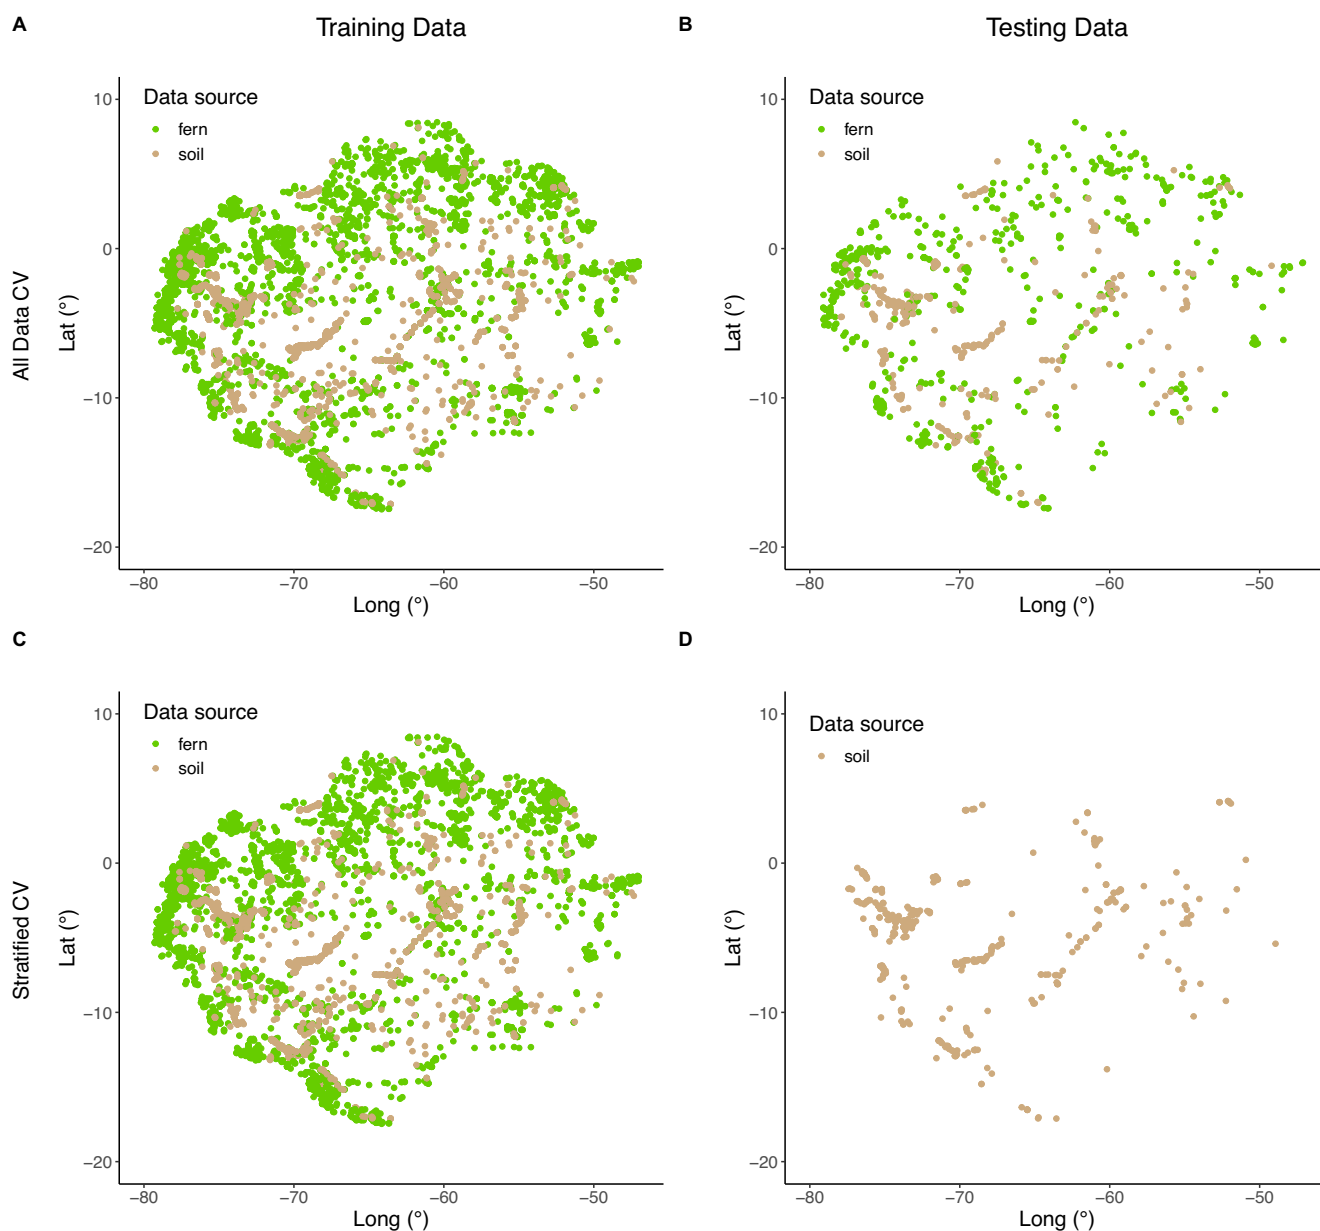 A
Training Data
B
Testing Data
All Data CV
Lat (°)
10
0
−10
−20
Data source
fern
soil
−80
−70
−60
−50
Long (°)
Lat (°)
10
0
−10
−20
Data source
fern
soil
−80
−70
−60
−50
Long (°)
C
D
Stratified CV
Lat (°)
10
0
−10
−20
Data source
fern
soil
−80
−70
−60
−50
Long (°)
Lat (°)
10
0
−10
−20
Data source
soil
−80
−70
−60
−50
Long (°)